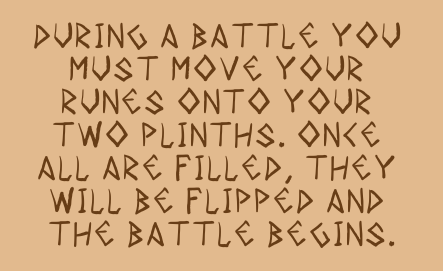 DURING A BATTLE YOU
MUST MOVE YOUR
RUNES ONTO YOUR
TWO PLINTHS. ONCE
ALL ARE FILLED, THEY
WILL BE FLIPPED AND
THE BATTLE BEGINS.